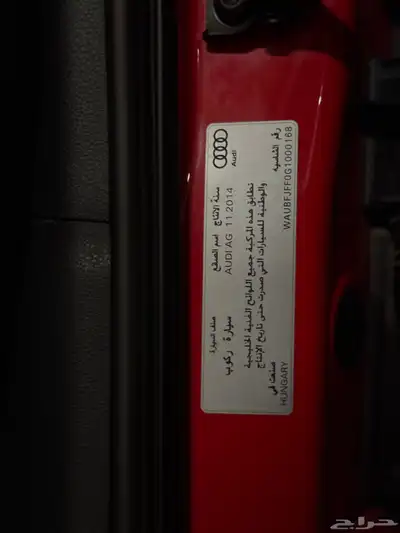 Audi
رقم الشاسيه
WAUBFJFF0G1000168
تطابق هذه المركبة جميع اللوائح الفنية الخليجية
والوطنية للسيارات التي صدرت حتى تاريخ الإنتاج
سنة الإنتاج اسم الصانع
AUDI AG 11.2014
صنف السيارة
سيارة ركوب
صنعت في
HUNGARY
حراج